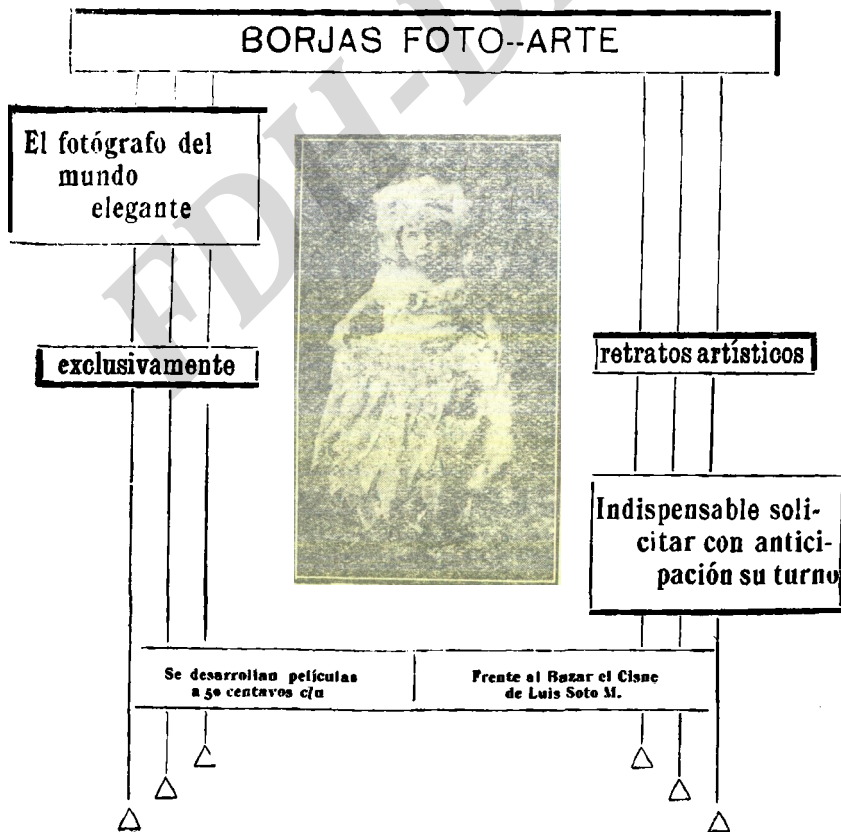 BORJAS FOTO--ARTE
El fotógrafo del
mundo
elegante
exclusivamente
retratos artísticos
Indispensable soli-
citar con antici-
pación su turno
Se desarrollan películas
a 50 centavos c/u
Frente al Bazar el Cisne
de Luis Soto M.